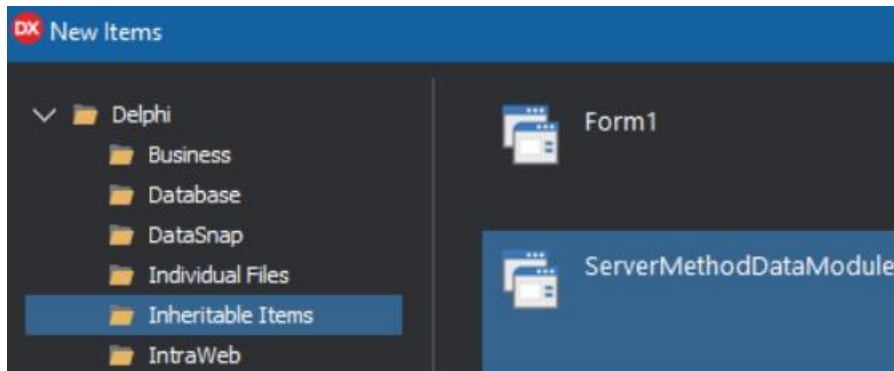 DX New Items
Delphi
Business
Database
DataSnap
Individual Files
Inheritable Items
IntraWeb
Form1
ServerMethodDataModule